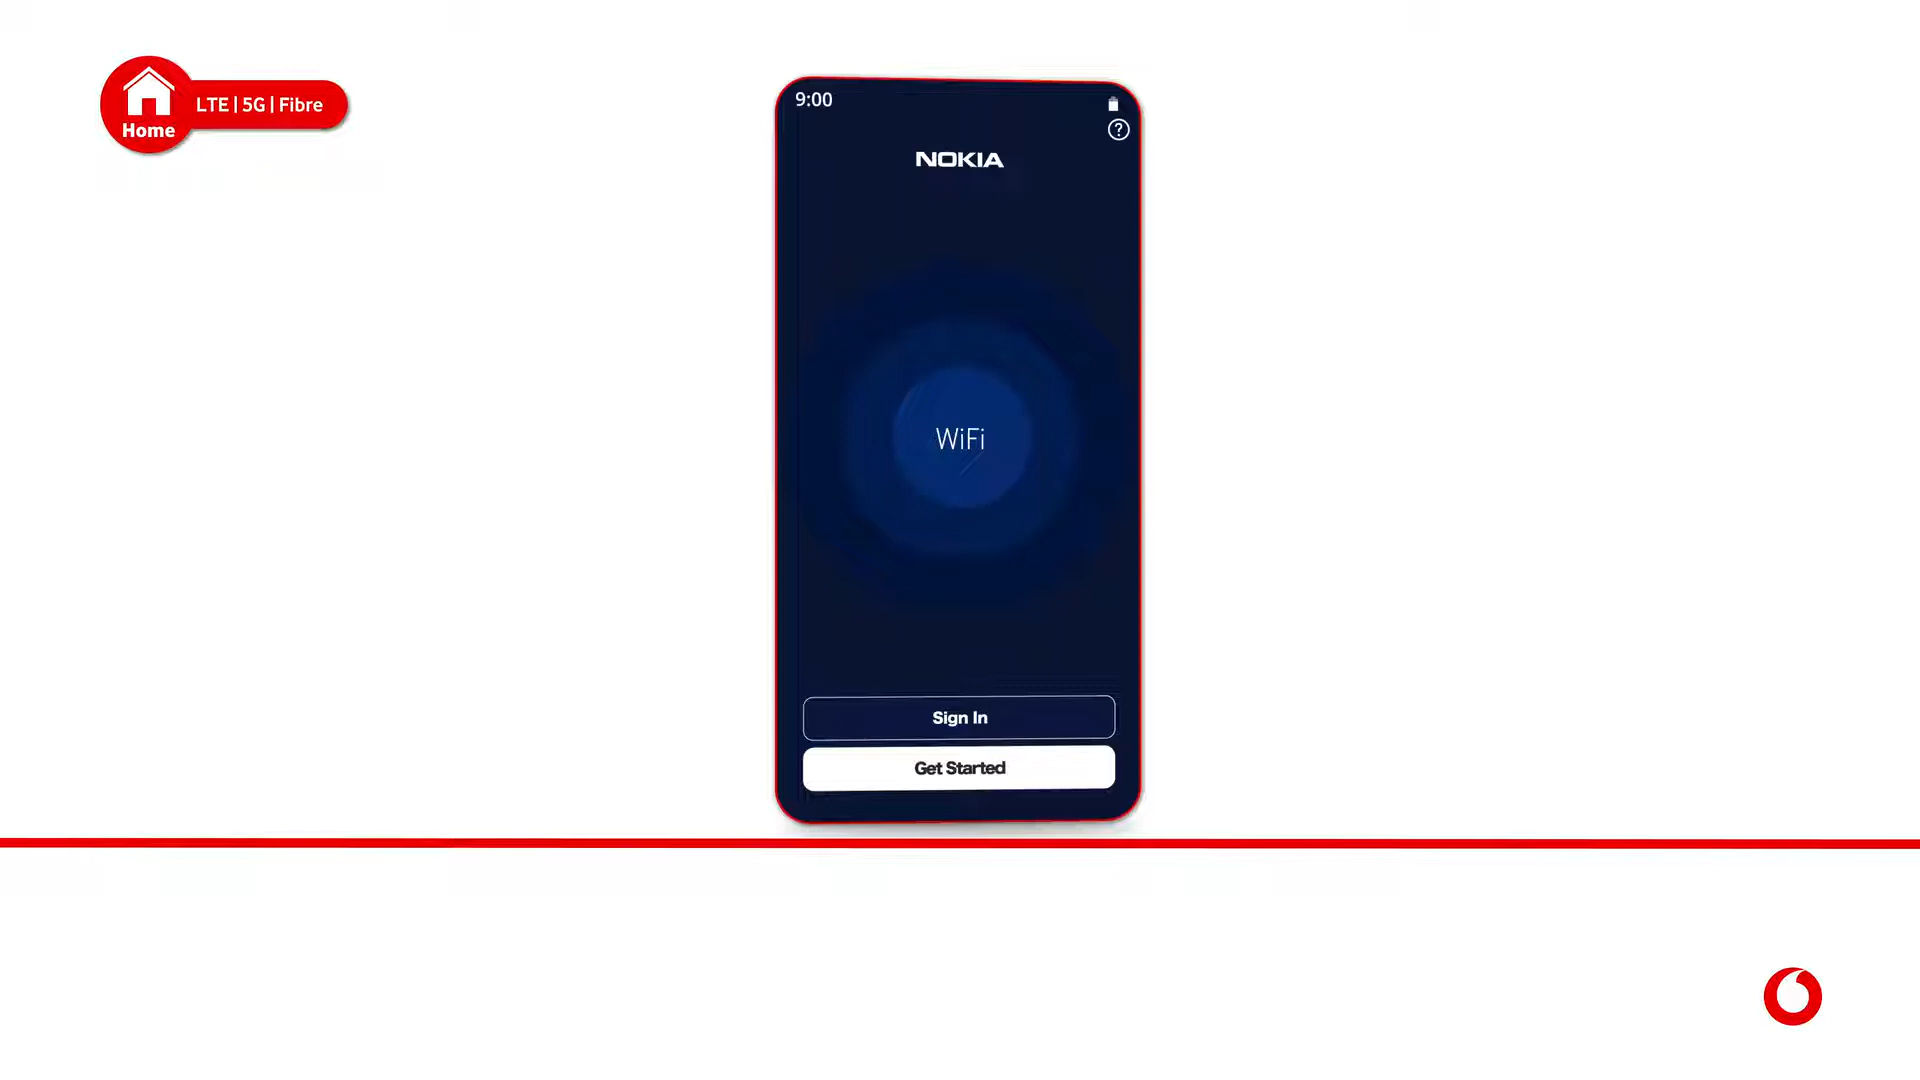 LTE | 5G | Fibre
Home
9:00
NOKIA
WiFi
Sign In
Get Started